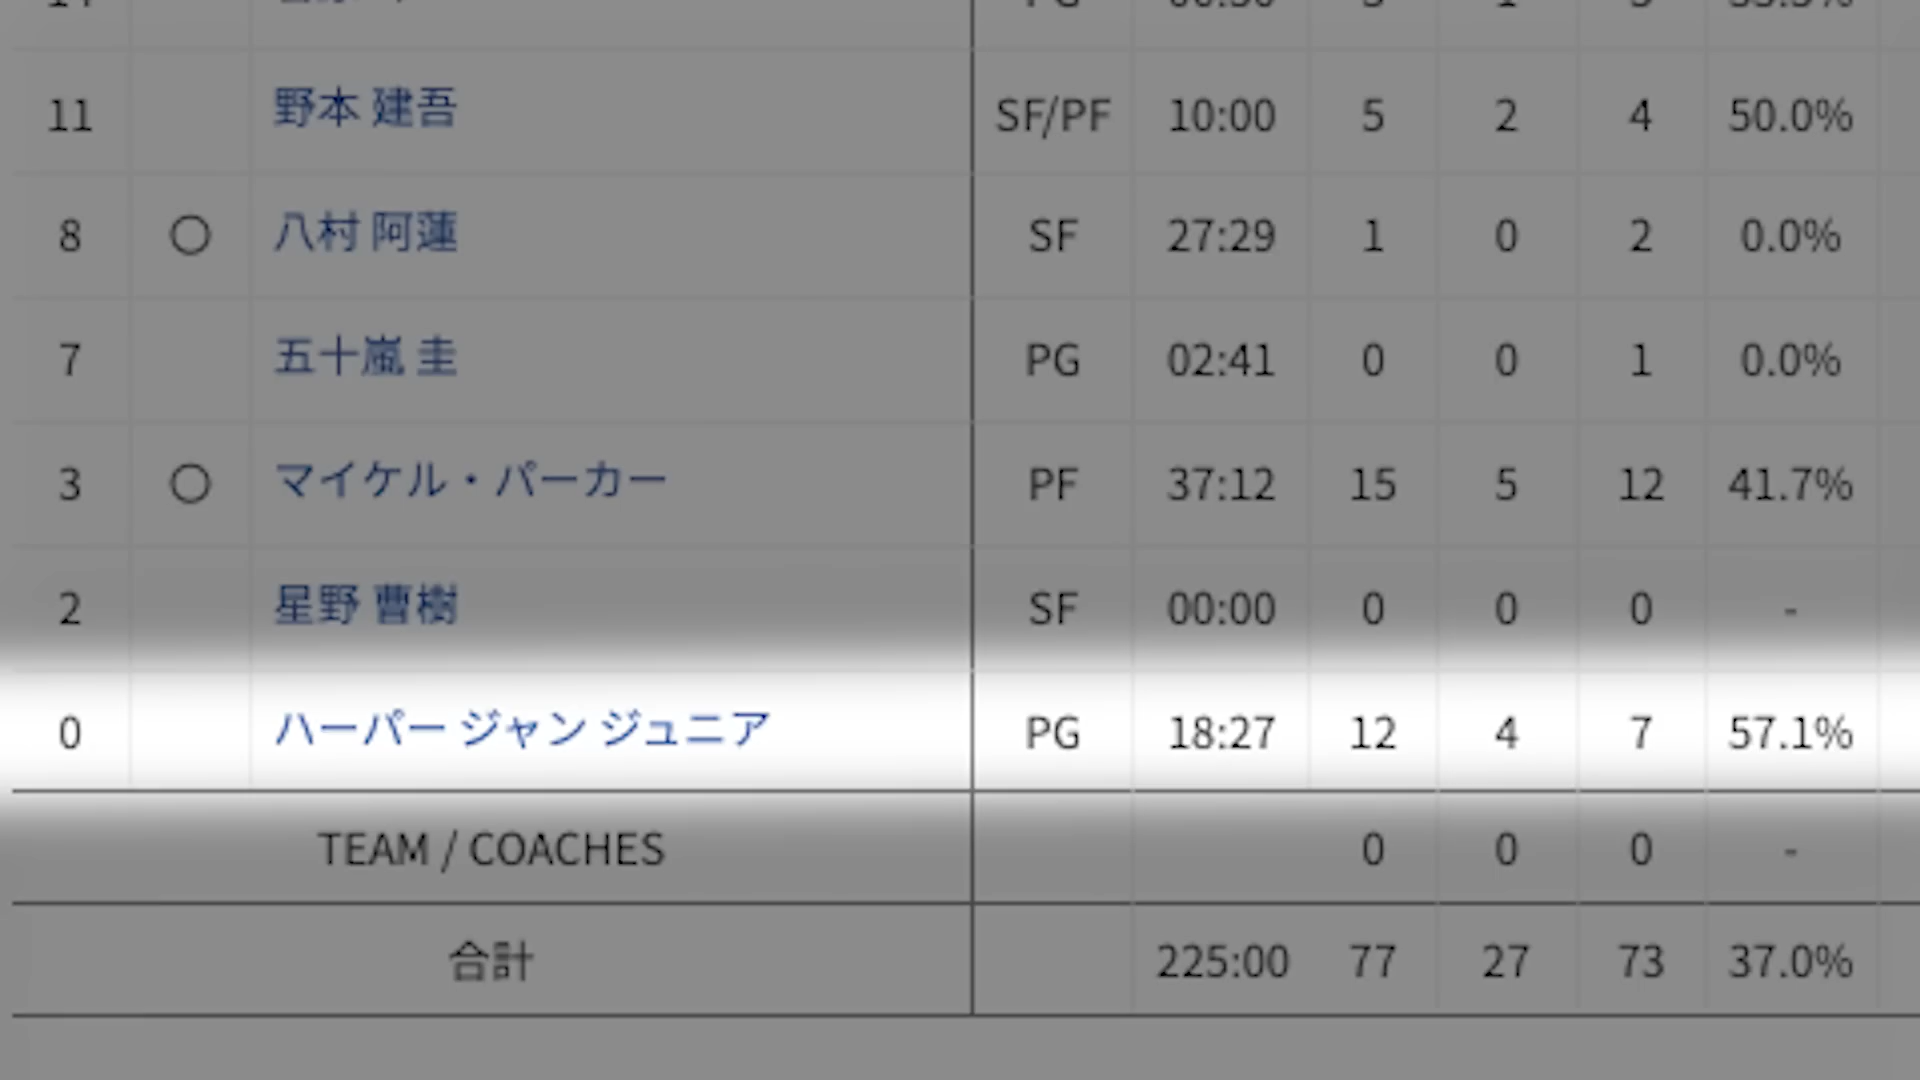 11 野本 建吾 SF/PF 10:00 5 2 4 50.0%
8 ○ 八村 阿蓮 SF 27:29 1 0 2 0.0%
7 五十嵐 圭 PG 02:41 0 0 1 0.0%
3 ○ マイケル・パーカー PF 37:12 15 5 12 41.7%
2 星野 曹樹 SF 00:00 0 0 0 -
0 ハーパー ジャン ジュニア PG 18:27 12 4 7 57.1%
TEAM / COACHES 0 0 0 -
合計 225:00 77 27 73 37.0%